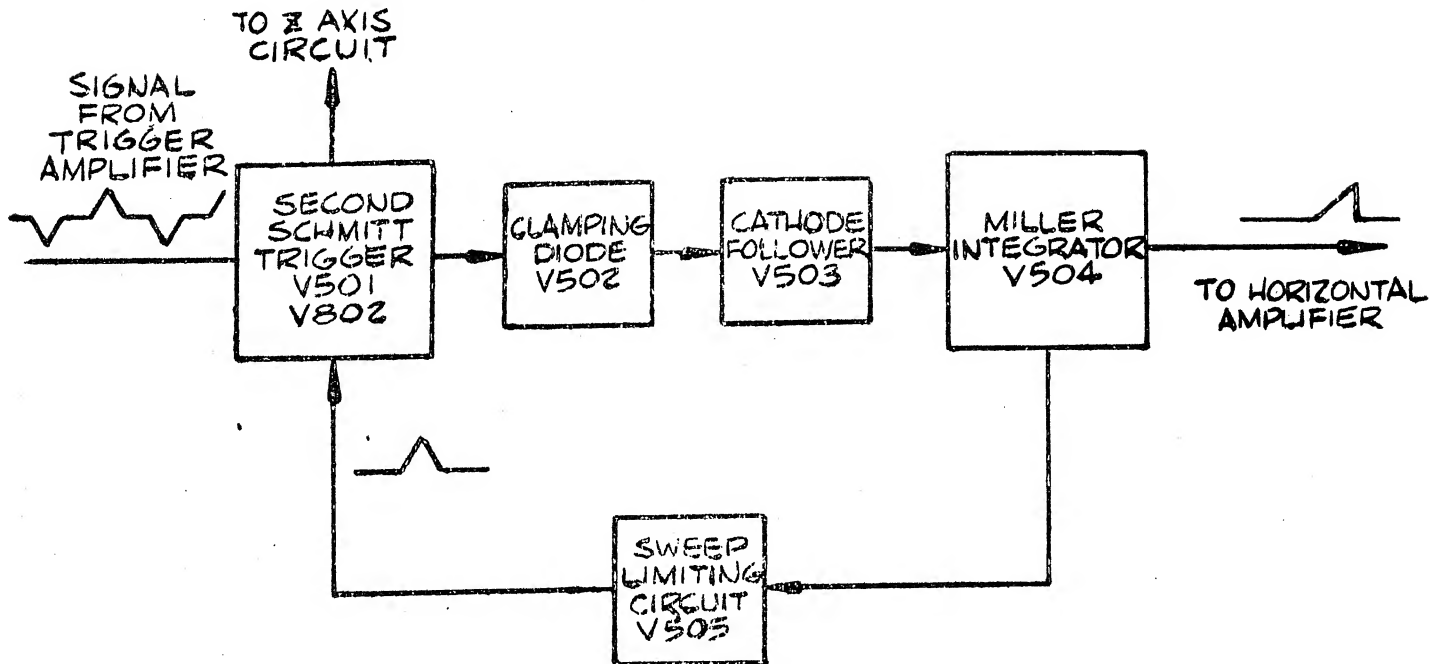 TO Z AXIS
CIRCUIT
SIGNAL
FROM
TRIGGER
AMPLIFIER
SECOND
SCHMITT
TRIGGER
V501
V802
CLAMPING
DIODE
V502
CATHODE
FOLLOWER
V503
MILLER
INTEGRATOR
V504
TO HORIZONTAL
AMPLIFIER
SWEEP
LIMITING
CIRCUIT
V505